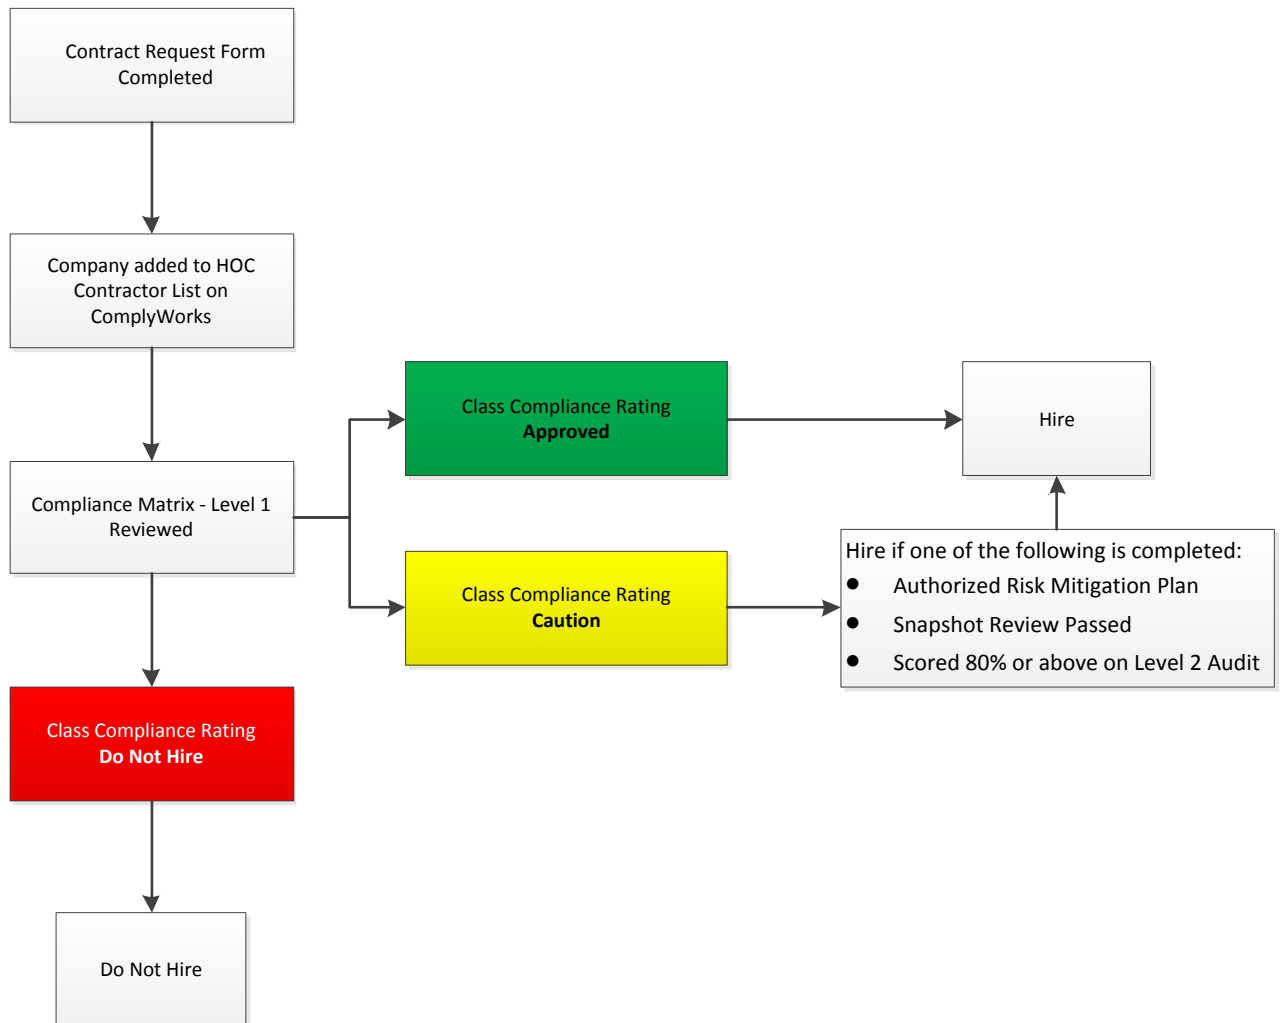 Contract Request Form
Completed
Company added to HOC
Contractor List on
ComplyWorks
Compliance Matrix - Level 1
Reviewed
Class Compliance Rating
Approved
Hire
Class Compliance Rating
Caution
Hire if one of the following is completed:
● Authorized Risk Mitigation Plan
● Snapshot Review Passed
● Scored 80% or above on Level 2 Audit
Class Compliance Rating
Do Not Hire
Do Not Hire